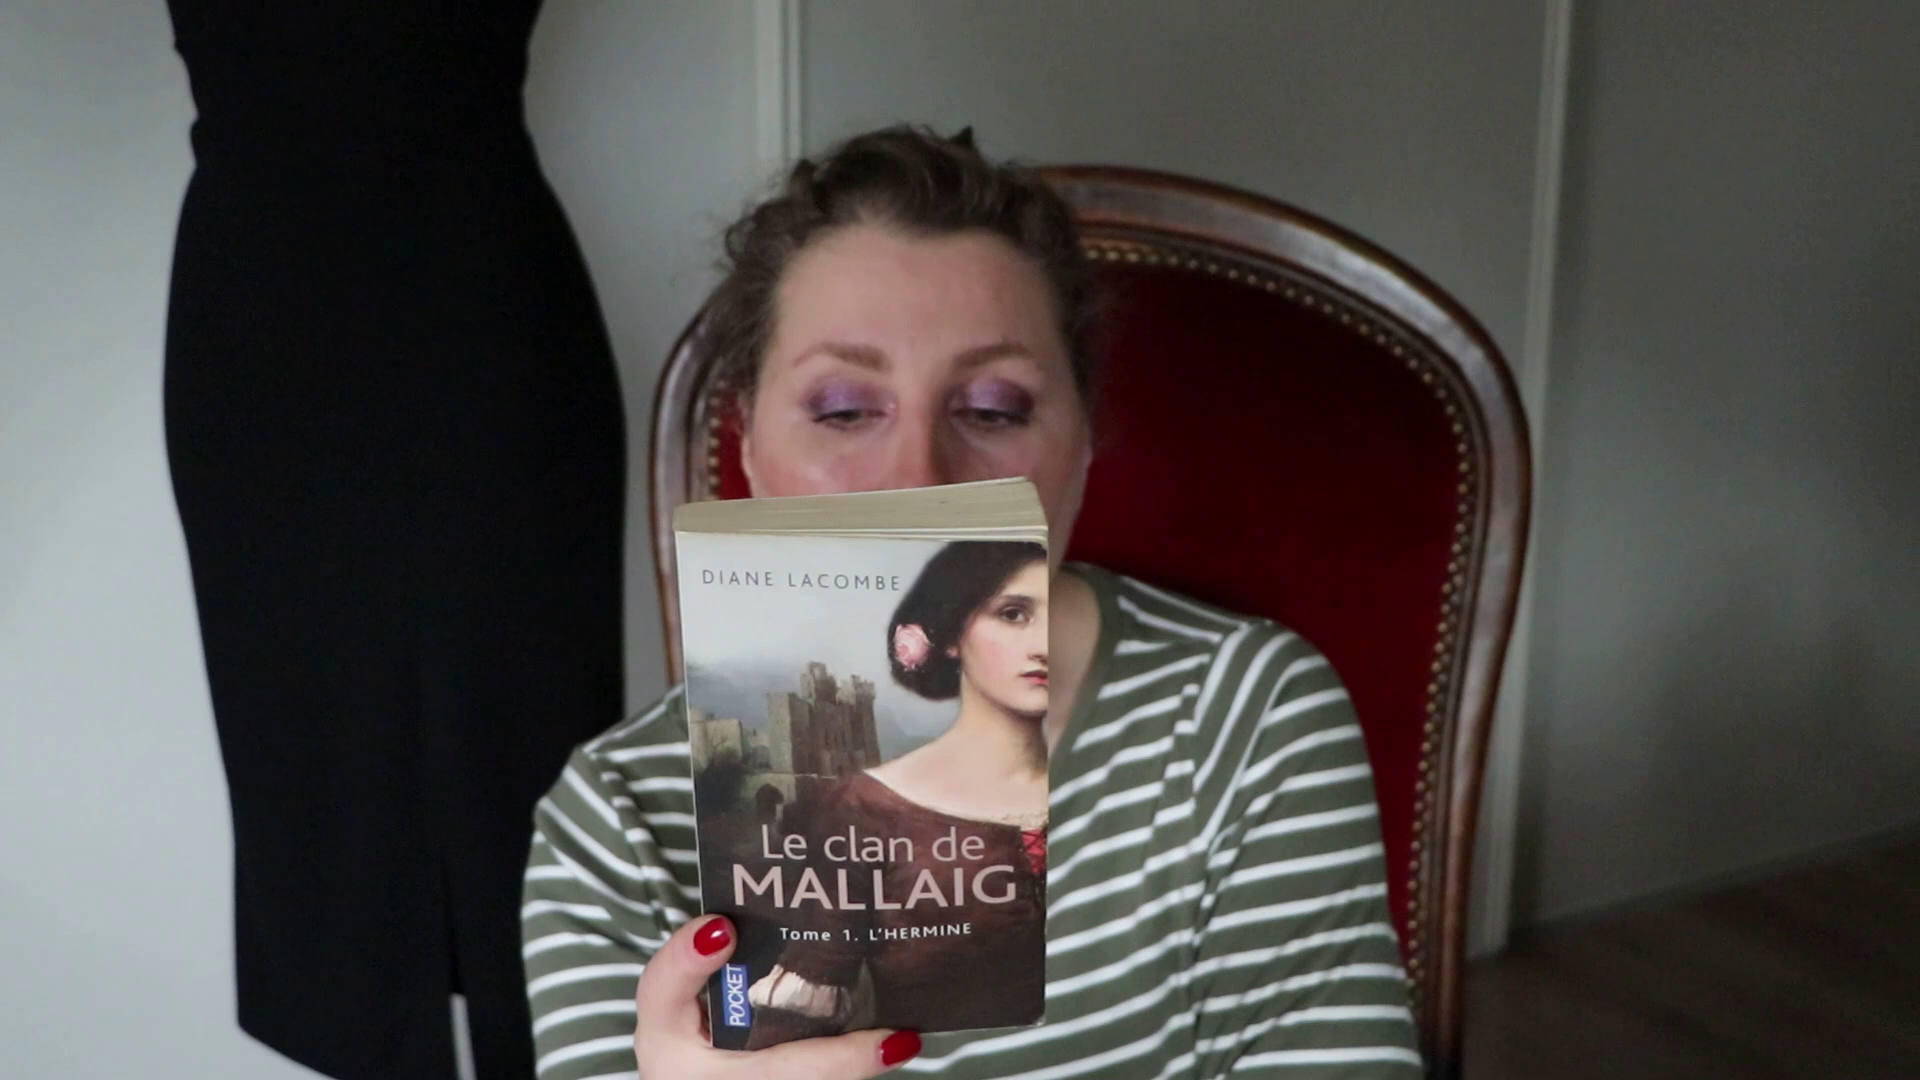 DIANE LACOMBE
Le clan de
MALLAIG
Tome 1. L'HERMINE
POCKET